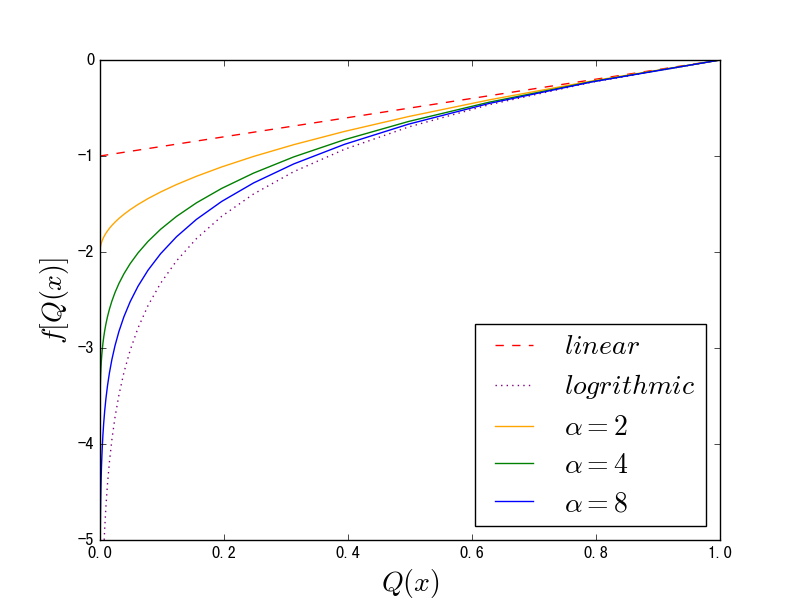 0
−1
−2
−3
−4
−5
f[Q(x)]
0.0 0.2 0.4 0.6 0.8 1.0
Q(x)
linear
logrithmic
α = 2
α = 4
α = 8